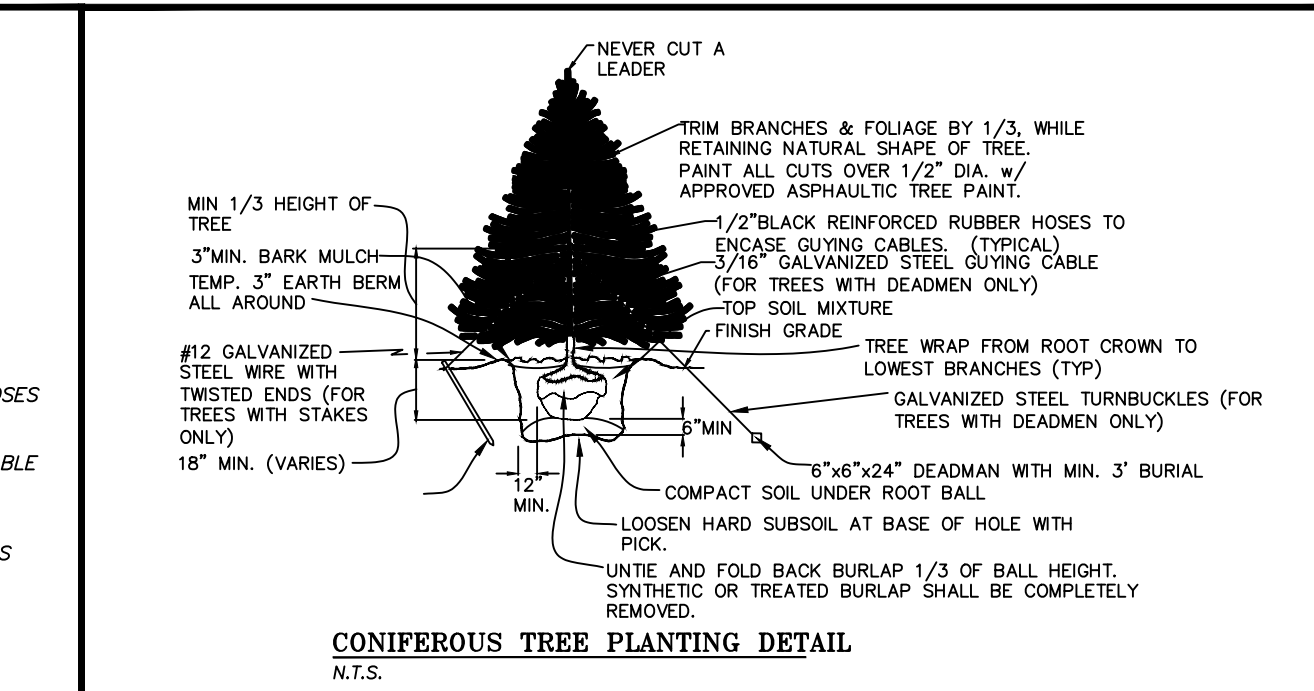 NEVER CUT A
LEADER
TRIM BRANCHES & FOLIAGE BY 1/3, WHILE
RETAINING NATURAL SHAPE OF TREE.
PAINT ALL CUTS OVER 1/2" DIA. w/
APPROVED ASPHAULTIC TREE PAINT.
MIN 1/3 HEIGHT OF
TREE
1/2"BLACK REINFORCED RUBBER HOSES TO
ENCASE GUYING CABLES. (TYPICAL)
3"MIN. BARK MULCH
3/16" GALVANIZED STEEL GUYING CABLE
(FOR TREES WITH DEADMEN ONLY)
TEMP. 3" EARTH BERM
ALL AROUND
TOP SOIL MIXTURE
FINISH GRADE
#12 GALVANIZED
STEEL WIRE WITH
TWISTED ENDS (FOR
TREES WITH STAKES
ONLY)
TREE WRAP FROM ROOT CROWN TO
LOWEST BRANCHES (TYP)
OSES
GALVANIZED STEEL TURNBUCKLES (FOR
TREES WITH DEADMEN ONLY)
6"MIN
18" MIN. (VARIES)
BLE
6"x6"x24" DEADMAN WITH MIN. 3' BURIAL
12"
MIN.
COMPACT SOIL UNDER ROOT BALL
LOOSEN HARD SUBSOIL AT BASE OF HOLE WITH
PICK.
S
UNTIE AND FOLD BACK BURLAP 1/3 OF BALL HEIGHT.
SYNTHETIC OR TREATED BURLAP SHALL BE COMPLETELY
REMOVED.
CONIFEROUS TREE PLANTING DETAIL
N.T.S.